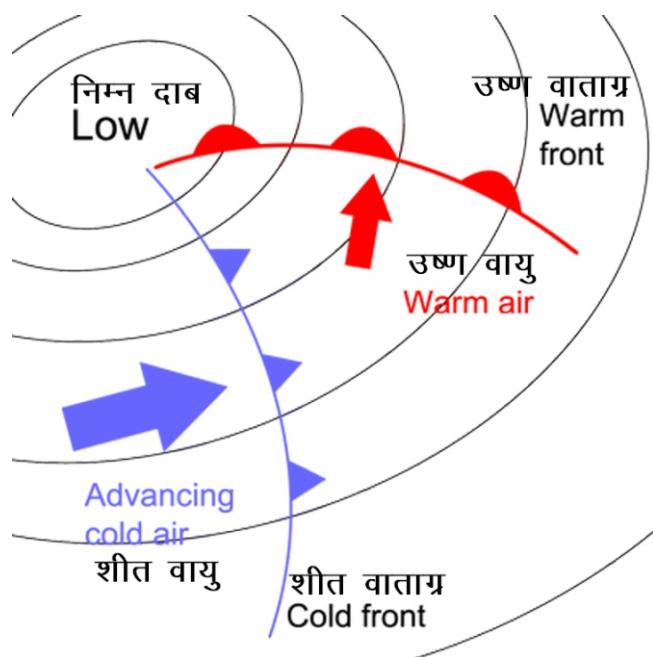 निम्न दाब
Low
उष्ण वाताग्र
Warm
front
उष्ण वायु
Warm air
Advancing
cold air
शीत वायु
शीत वाताग्र
Cold front